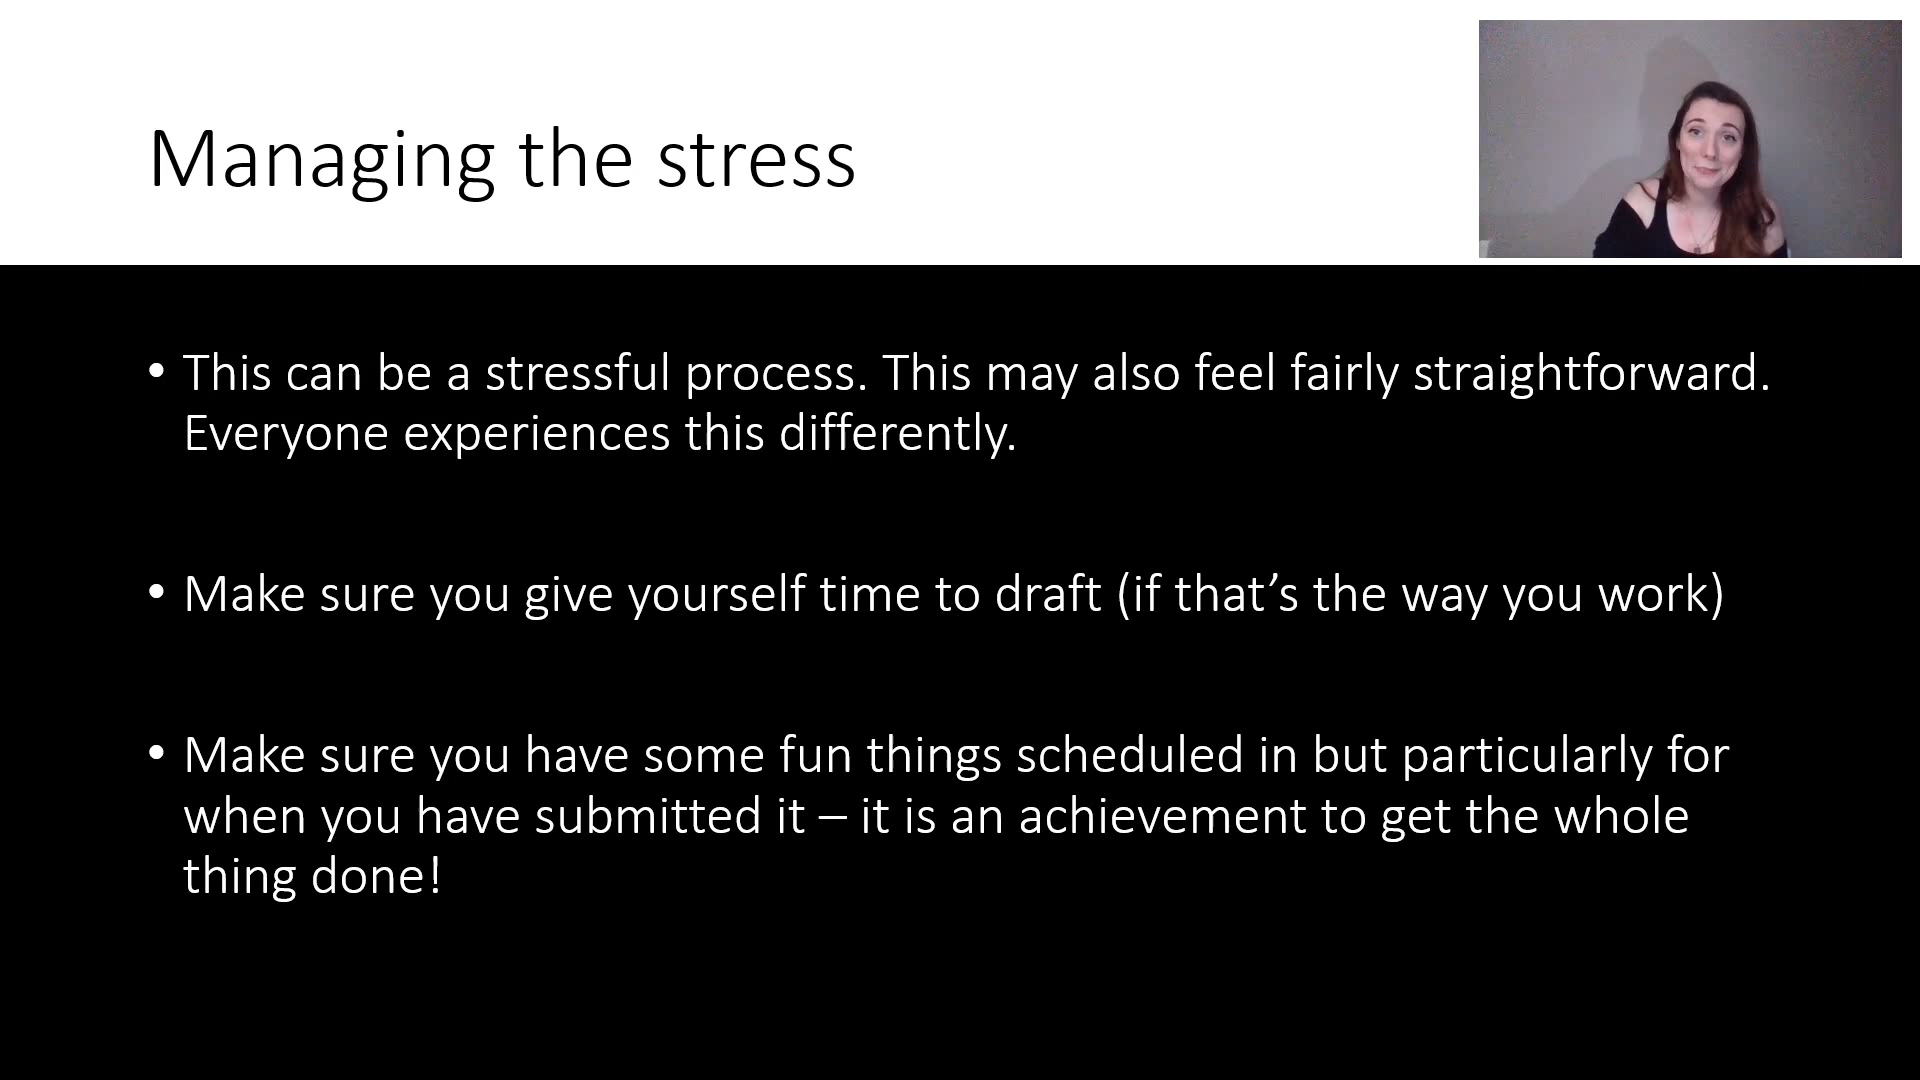 Managing the stress
• This can be a stressful process. This may also feel fairly straightforward.
Everyone experiences this differently.
• Make sure you give yourself time to draft (if that’s the way you work)
• Make sure you have some fun things scheduled in but particularly for
when you have submitted it – it is an achievement to get the whole
thing done!